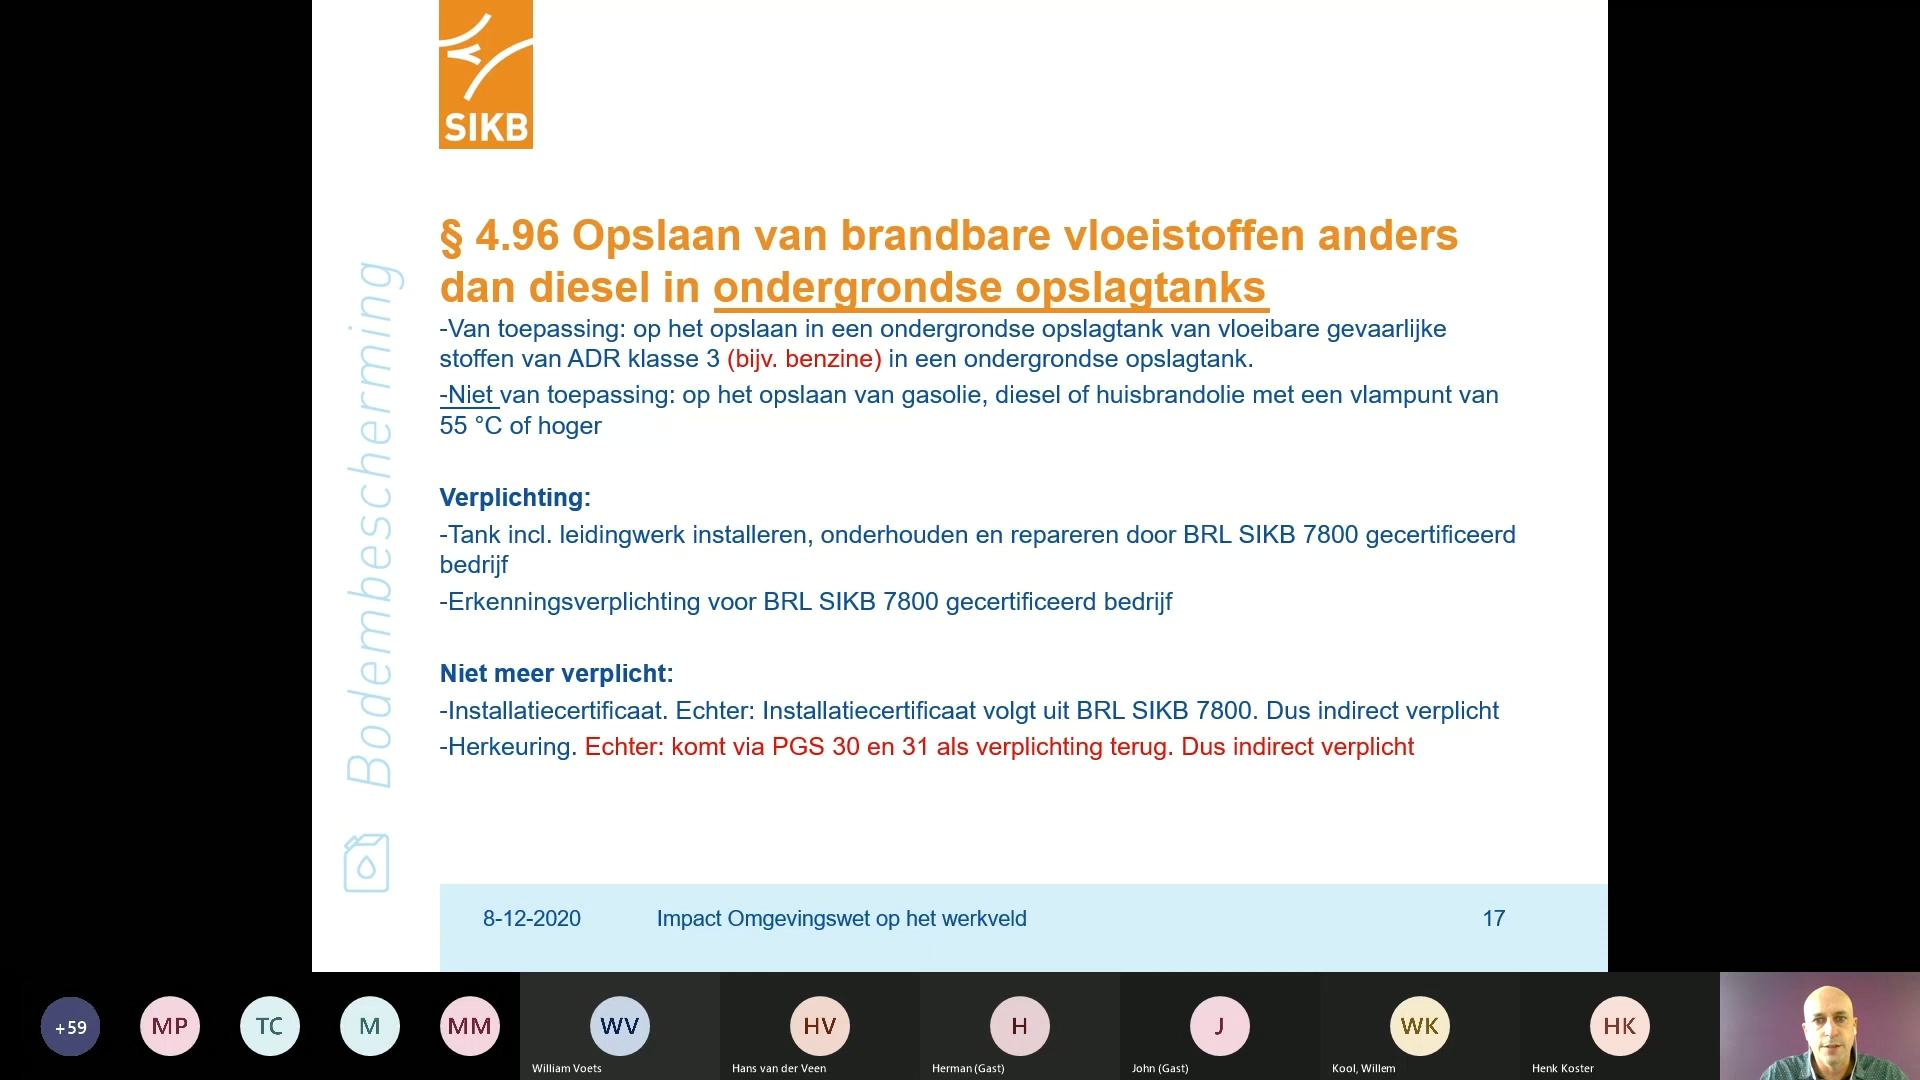 SIKB
§ 4.96 Opslaan van brandbare vloeistoffen anders
dan diesel in ondergrondse opslagtanks
-Van toepassing: op het opslaan in een ondergrondse opslagtank van vloeibare gevaarlijke
stoffen van ADR klasse 3 (bijv. benzine) in een ondergrondse opslagtank.
-Niet van toepassing: op het opslaan van gasolie, diesel of huisbrandolie met een vlampunt van
55 °C of hoger
Verplichting:
-Tank incl. leidingwerk installeren, onderhouden en repareren door BRL SIKB 7800 gecertificeerd
bedrijf
-Erkenningsverplichting voor BRL SIKB 7800 gecertificeerd bedrijf
Niet meer verplicht:
-Installatiecertificaat. Echter: Installatiecertificaat volgt uit BRL SIKB 7800. Dus indirect verplicht
-Herkeuring. Echter: komt via PGS 30 en 31 als verplichting terug. Dus indirect verplicht
Bodembescherming
8-12-2020 Impact Omgevingswet op het werkveld 17
+59 MP TC M MM WV HV H J WK HK
William Voets Hans van der Veen Herman (Gast) John (Gast) Kool, Willem Henk Koster